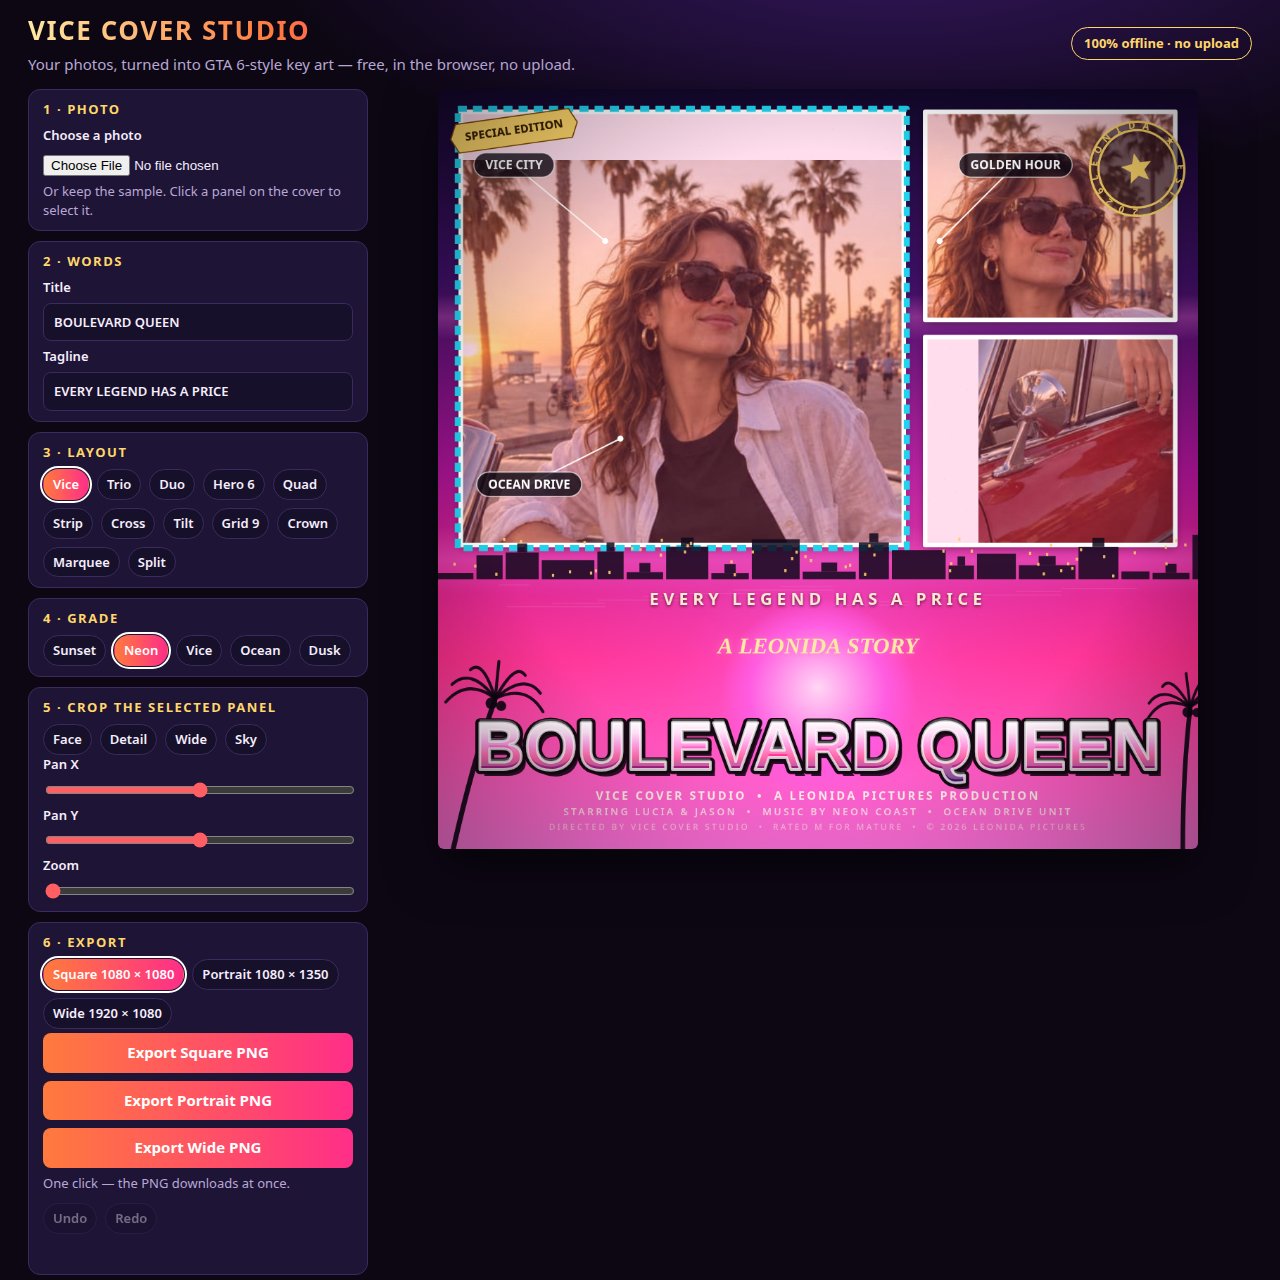 VICE COVER STUDIO
Your photos, turned into GTA 6-style key art — free, in the browser, no upload.
100% offline · no upload
1 · PHOTO
Choose a photo
Choose File No file chosen
Or keep the sample. Click a panel on the cover to
select it.
2 · WORDS
Title
BOULEVARD QUEEN
Tagline
EVERY LEGEND HAS A PRICE
3 · LAYOUT
Vice Trio Duo Hero 6 Quad
Strip Cross Tilt Grid 9 Crown
Marquee Split
4 · GRADE
Sunset Neon Vice Ocean Dusk
5 · CROP THE SELECTED PANEL
Face Detail Wide Sky
Pan X
Pan Y
Zoom
6 · EXPORT
Square 1080 × 1080 Portrait 1080 × 1350
Wide 1920 × 1080
Export Square PNG
Export Portrait PNG
Export Wide PNG
One click — the PNG downloads at once.
Undo Redo
SPECIAL EDITION
VICE CITY
GOLDEN HOUR
LEONIDA
OCEAN DRIVE
EVERY LEGEND HAS A PRICE
A LEONIDA STORY
BOULEVARD QUEEN
VICE COVER STUDIO • A LEONIDA PICTURES PRODUCTION
STARRING LUCIA & JASON • MUSIC BY NEON COAST • OCEAN DRIVE UNIT
DIRECTED BY VICE COVER STUDIO • RATED M FOR MATURE • © 2026 LEONIDA PICTURES